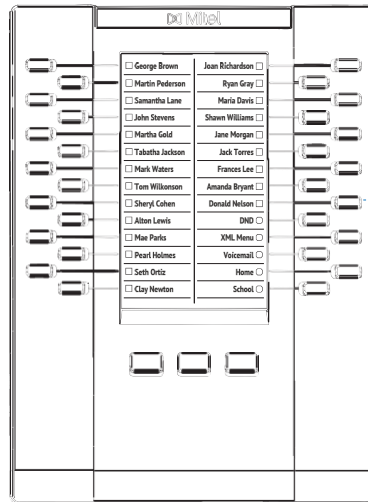 Mitel
George Brown
Martin Pederson
Samantha Lane
John Stevens
Martha Gold
Tabatha Jackson
Mark Waters
Tom Wilkonson
Sheryl Cohen
Alton Lewis
Mae Parks
Pearl Holmes
Seth Ortiz
Clay Newton
Joan Richardson
Ryan Gray
Maria Davis
Shawn Williams
Jane Morgan
Jack Torres
Frances Lee
Amanda Bryant
Donald Nelson
DND
XML Menu
Voicemail
Home
School